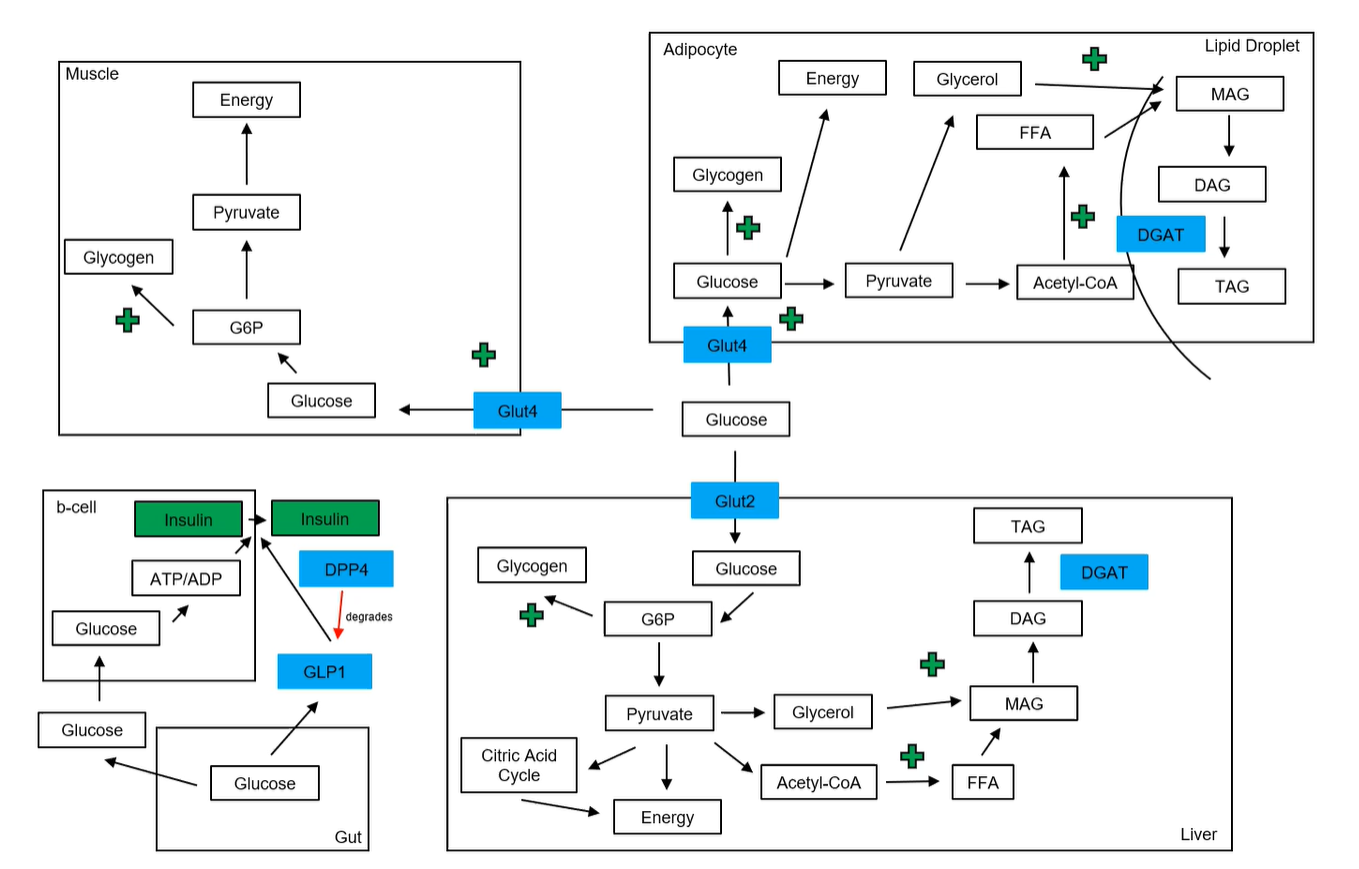 Muscle
Energy
Pyruvate
Glycogen
G6P
Glucose
Glut4
Adipocyte
Lipid Droplet
Energy
Glycerol
MAG
FFA
Glycogen
DAG
DGAT
Glucose
Pyruvate
Acetyl-CoA
TAG
Glut4
Glucose
b-cell
Insulin
Insulin
DPP4
ATP/ADP
degrades
Glucose
GLP1
Glucose
Glucose
Gut
Glut2
TAG
Glycogen
Glucose
DGAT
G6P
DAG
Pyruvate
Glycerol
MAG
Citric Acid
Cycle
Acetyl-CoA
FFA
Energy
Liver